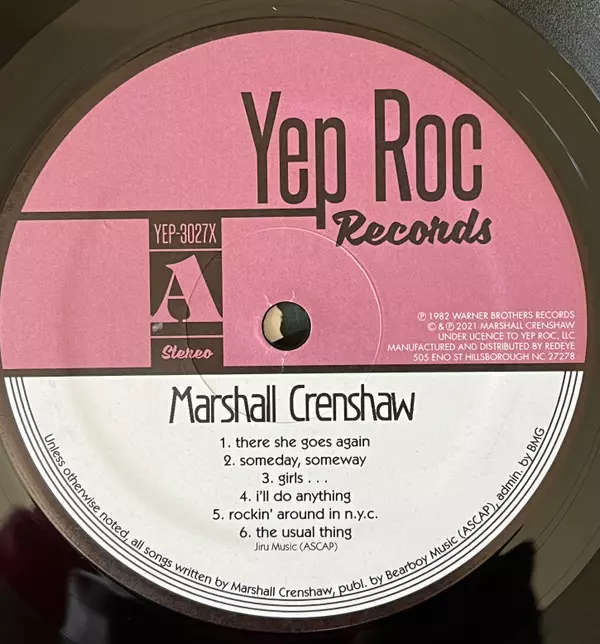 Yep Roc
Records
YEP-3027X
A
Stereo
℗ 1982 WARNER BROTHERS RECORDS
© & ℗ 2021 MARSHALL CRENSHAW
UNDER LICENCE TO YEP ROC, LLC
MANUFACTURED AND DISTRIBUTED BY REDEYE
505 ENO ST HILLSBOROUGH NC 27278
Marshall Crenshaw
1. there she goes again
2. someday, someway
3. girls . . .
4. i'll do anything
5. rockin' around in n.y.c.
6. the usual thing
Jiru Music (ASCAP)
Unless otherwise noted, all songs written by Marshall Crenshaw, publ. by Bearboy Music (ASCAP), admin. by BMG